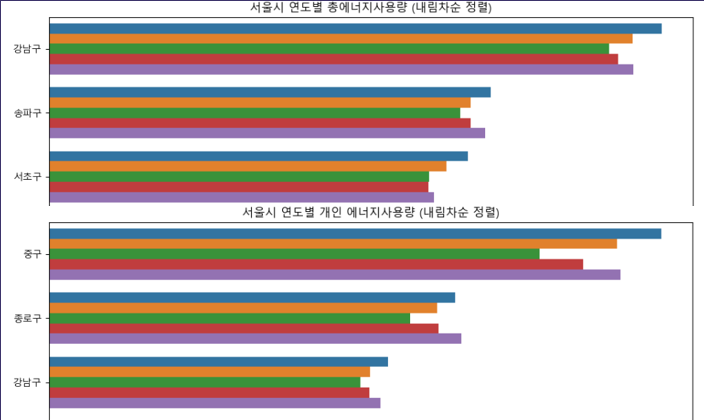 서울시 연도별 총에너지사용량 (내림차순 정렬)
강남구
송파구
서초구
서울시 연도별 개인 에너지사용량 (내림차순 정렬)
중구
종로구
강남구